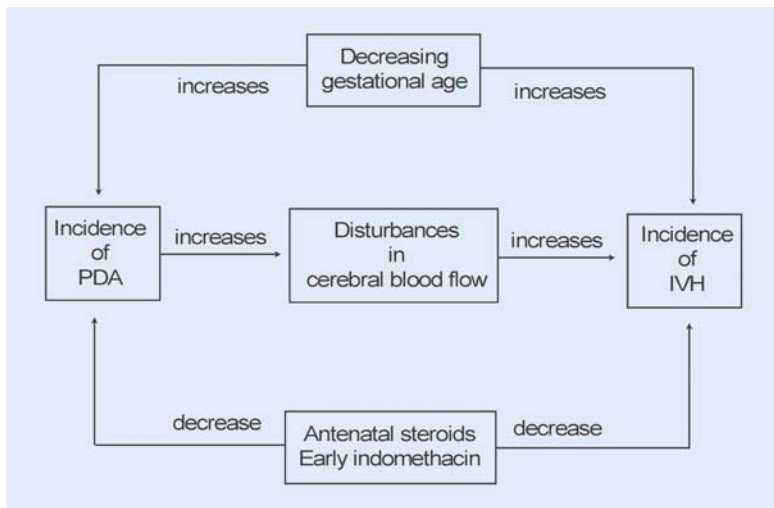 Decreasing
gestational age
increases
increases
Incidence
of
PDA
increases
Disturbances
in
cerebral blood flow
increases
Incidence
of
IVH
decrease
Antenatal steroids
Early indomethacin
decrease